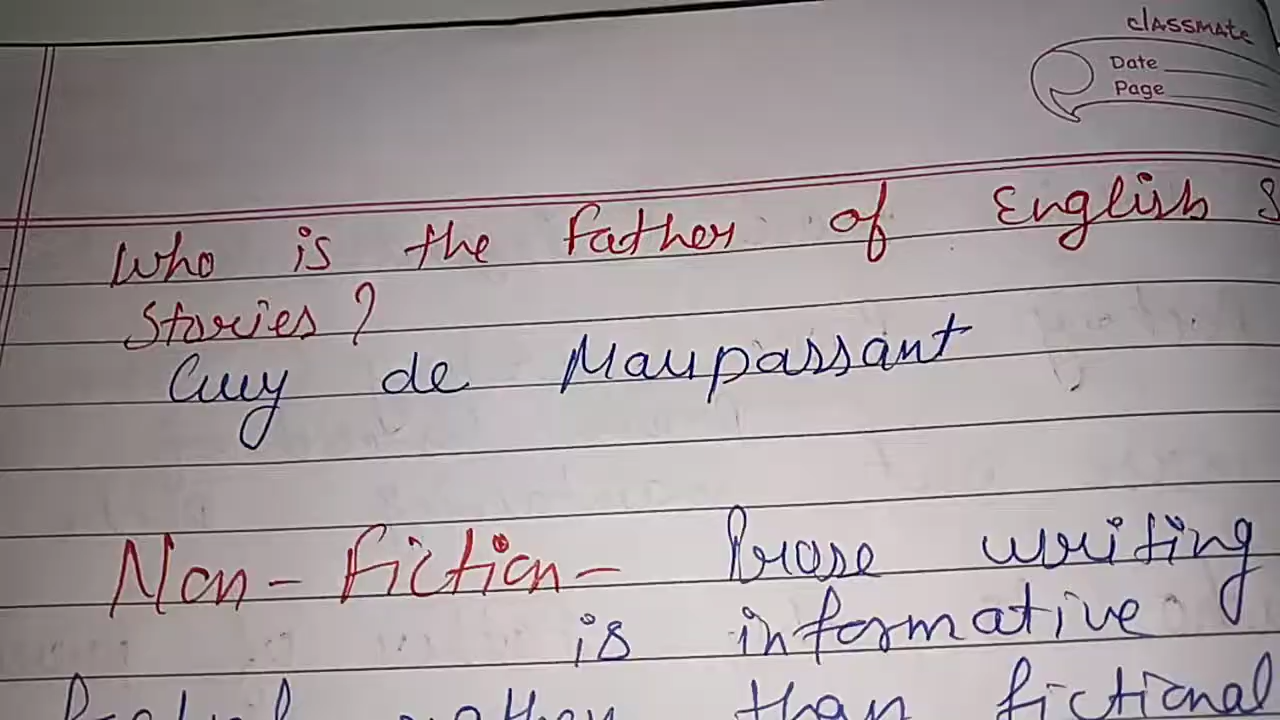 classmate
Date
Page
Who is the father of English
Stories?
Guy de Maupassant
Non-fiction- Prose writing
is informative
than fictional